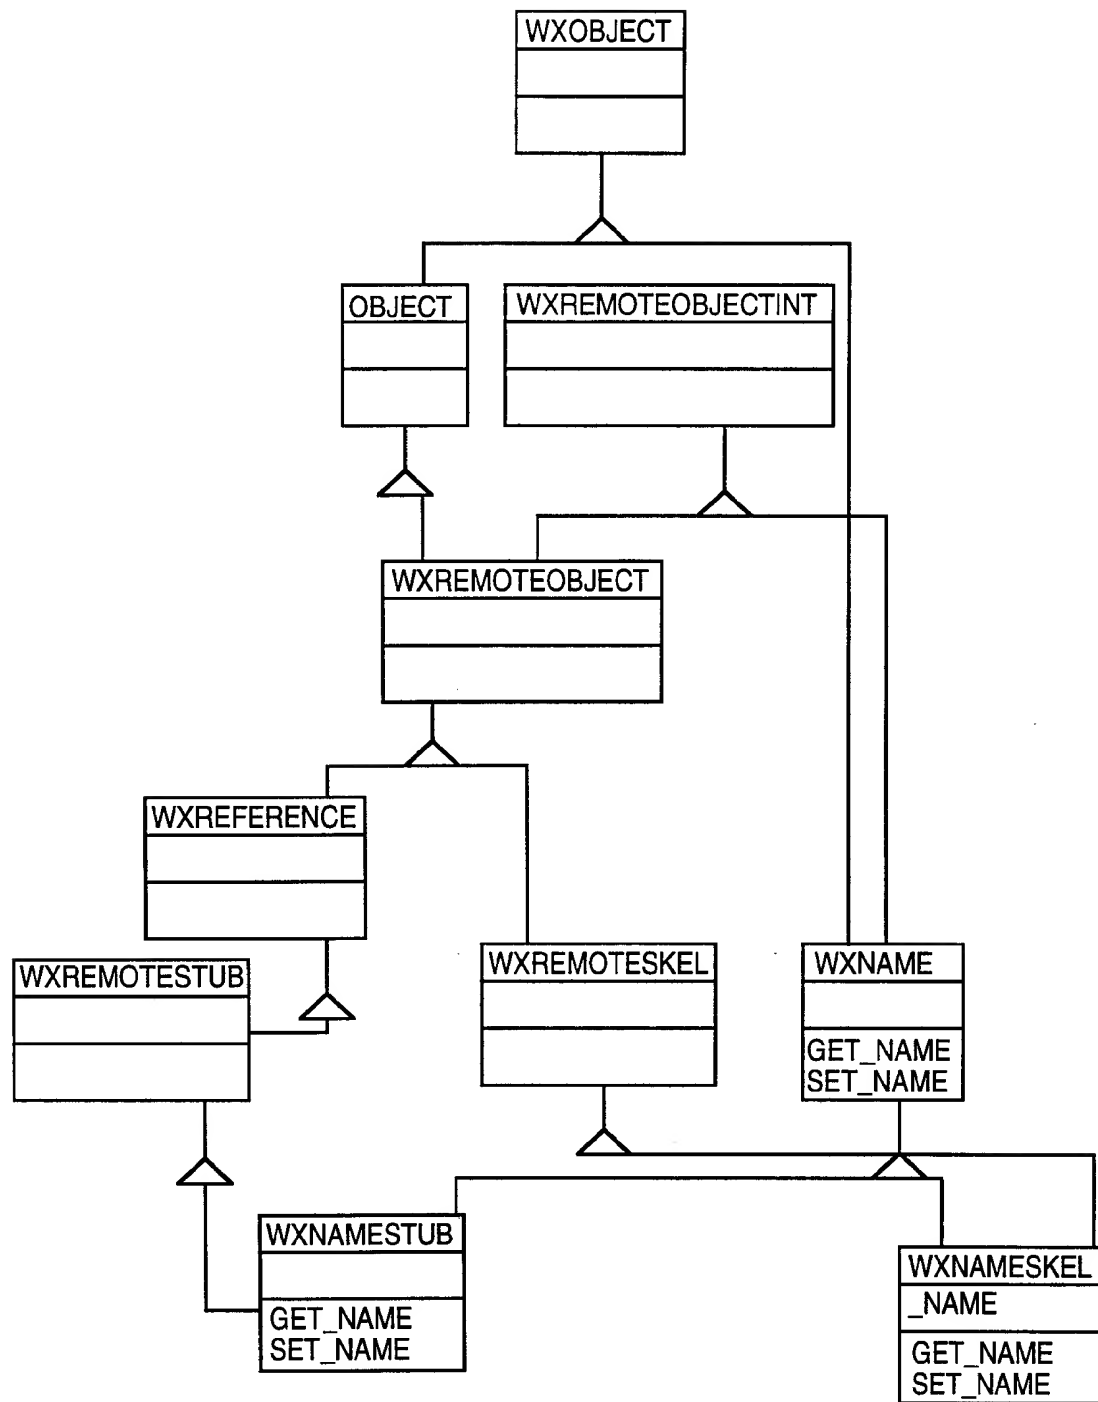 WXOBJECT
OBJECT
WXREMOTEOBJECTINT
WXREMOTEOBJECT
WXREFERENCE
WXREMOTESTUB
WXREMOTESKEL
WXNAME
GET_NAME
SET_NAME
WXNAMESTUB
GET_NAME
SET_NAME
WXNAMESKEL
_NAME
GET_NAME
SET_NAME